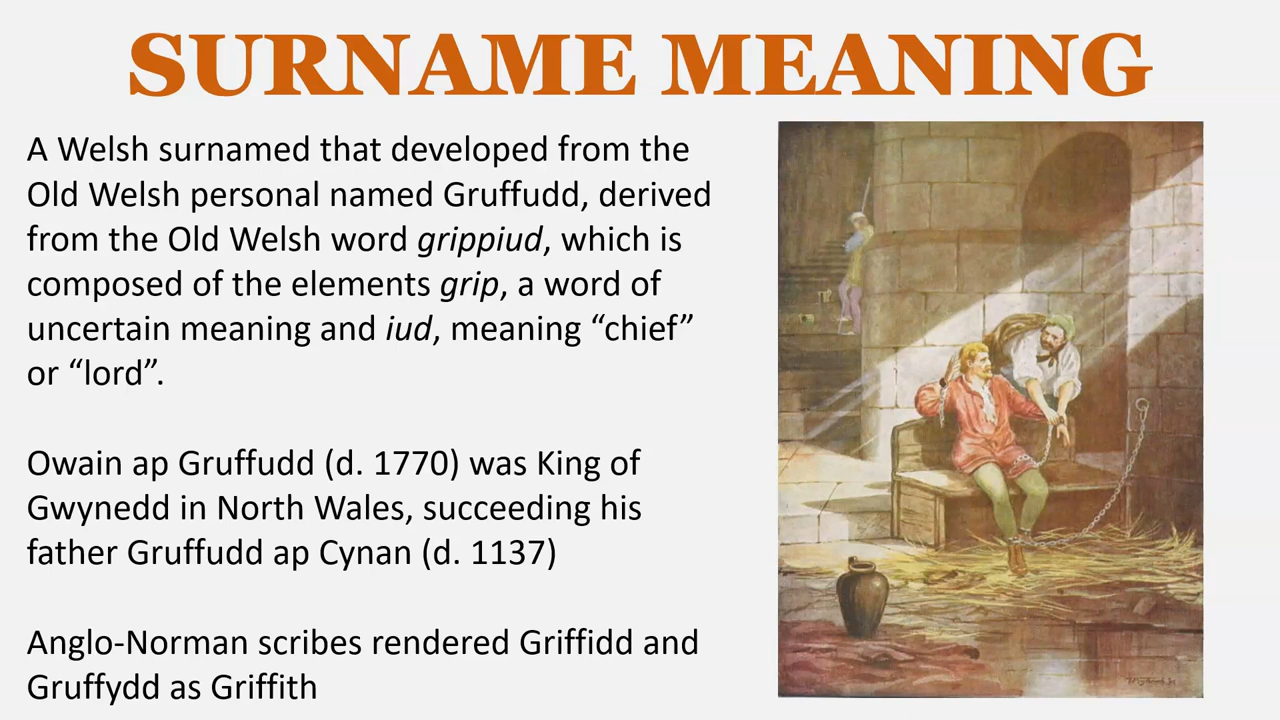 SURNAME MEANING
A Welsh surnamed that developed from the
Old Welsh personal named Gruffudd, derived
from the Old Welsh word grippiud, which is
composed of the elements grip, a word of
uncertain meaning and iud, meaning “chief”
or “lord”.
Owain ap Gruffudd (d. 1770) was King of
Gwynedd in North Wales, succeeding his
father Gruffudd ap Cynan (d. 1137)
Anglo-Norman scribes rendered Griffidd and
Gruffydd as Griffith